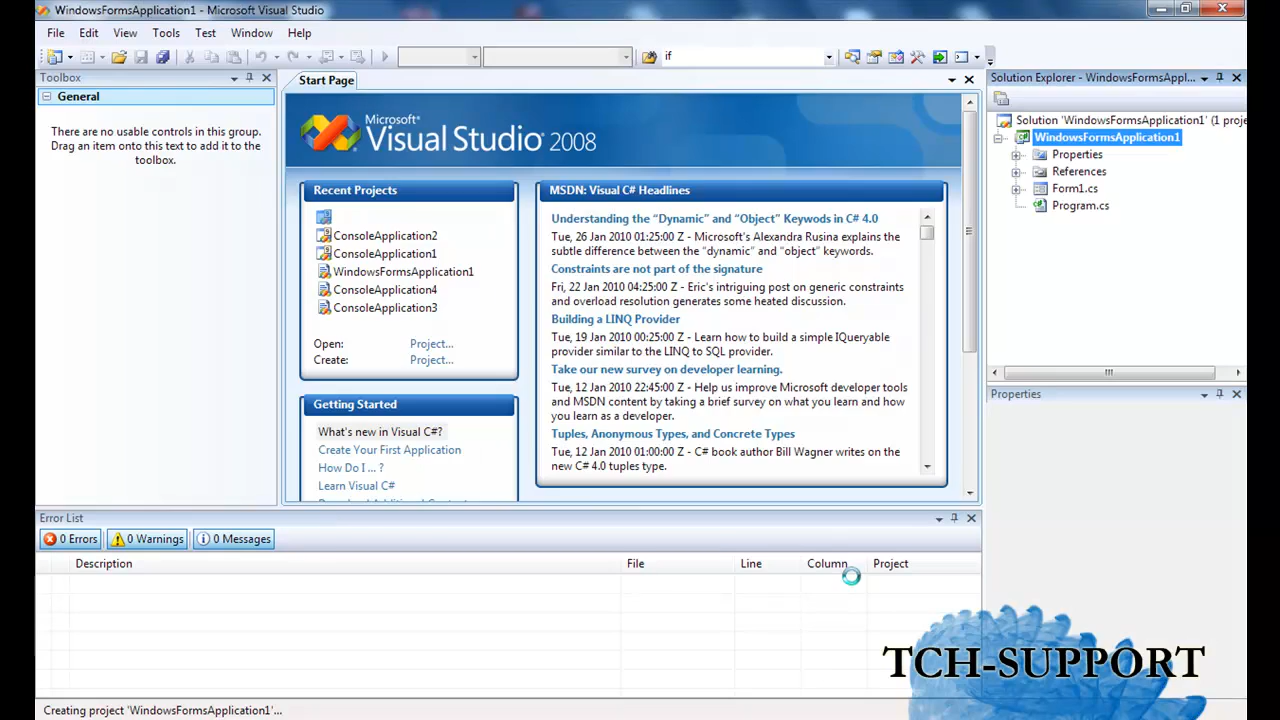 WindowsFormsApplication1 - Microsoft Visual Studio
File Edit View Tools Test Window Help
if
Toolbox
General
There are no usable controls in this group.
Drag an item onto this text to add it to the
toolbox.
Start Page
Microsoft®
Visual Studio® 2008
Recent Projects
ConsoleApplication2
ConsoleApplication1
WindowsFormsApplication1
ConsoleApplication4
ConsoleApplication3
Open: Project...
Create: Project...
Getting Started
What's new in Visual C#?
Create Your First Application
How Do I ... ?
Learn Visual C#
MSDN: Visual C# Headlines
Understanding the “Dynamic” and “Object” Keywods in C# 4.0
Tue, 26 Jan 2010 01:25:00 Z - Microsoft's Alexandra Rusina explains the
subtle difference between the “dynamic” and “object” keywords.
Constraints are not part of the signature
Fri, 22 Jan 2010 04:25:00 Z - Eric's intriguing post on generic constraints
and overload resolution generates some heated discussion.
Building a LINQ Provider
Tue, 19 Jan 2010 00:25:00 Z - Learn how to build a simple IQueryable
provider similar to the LINQ to SQL provider.
Take our new survey on developer learning.
Tue, 12 Jan 2010 22:45:00 Z - Help us improve Microsoft developer tools
and MSDN content by taking a brief survey on what you learn and how
you learn as a developer.
Tuples, Anonymous Types, and Concrete Types
Tue, 12 Jan 2010 01:00:00 Z - C# book author Bill Wagner writes on the
new C# 4.0 tuples type.
Solution Explorer - WindowsFormsAppl...
Solution 'WindowsFormsApplication1' (1 proje
WindowsFormsApplication1
Properties
References
Form1.cs
Program.cs
Properties
Error List
0 Errors 0 Warnings 0 Messages
Description File Line Column Project
TCH-SUPPORT
Creating project 'WindowsFormsApplication1'...